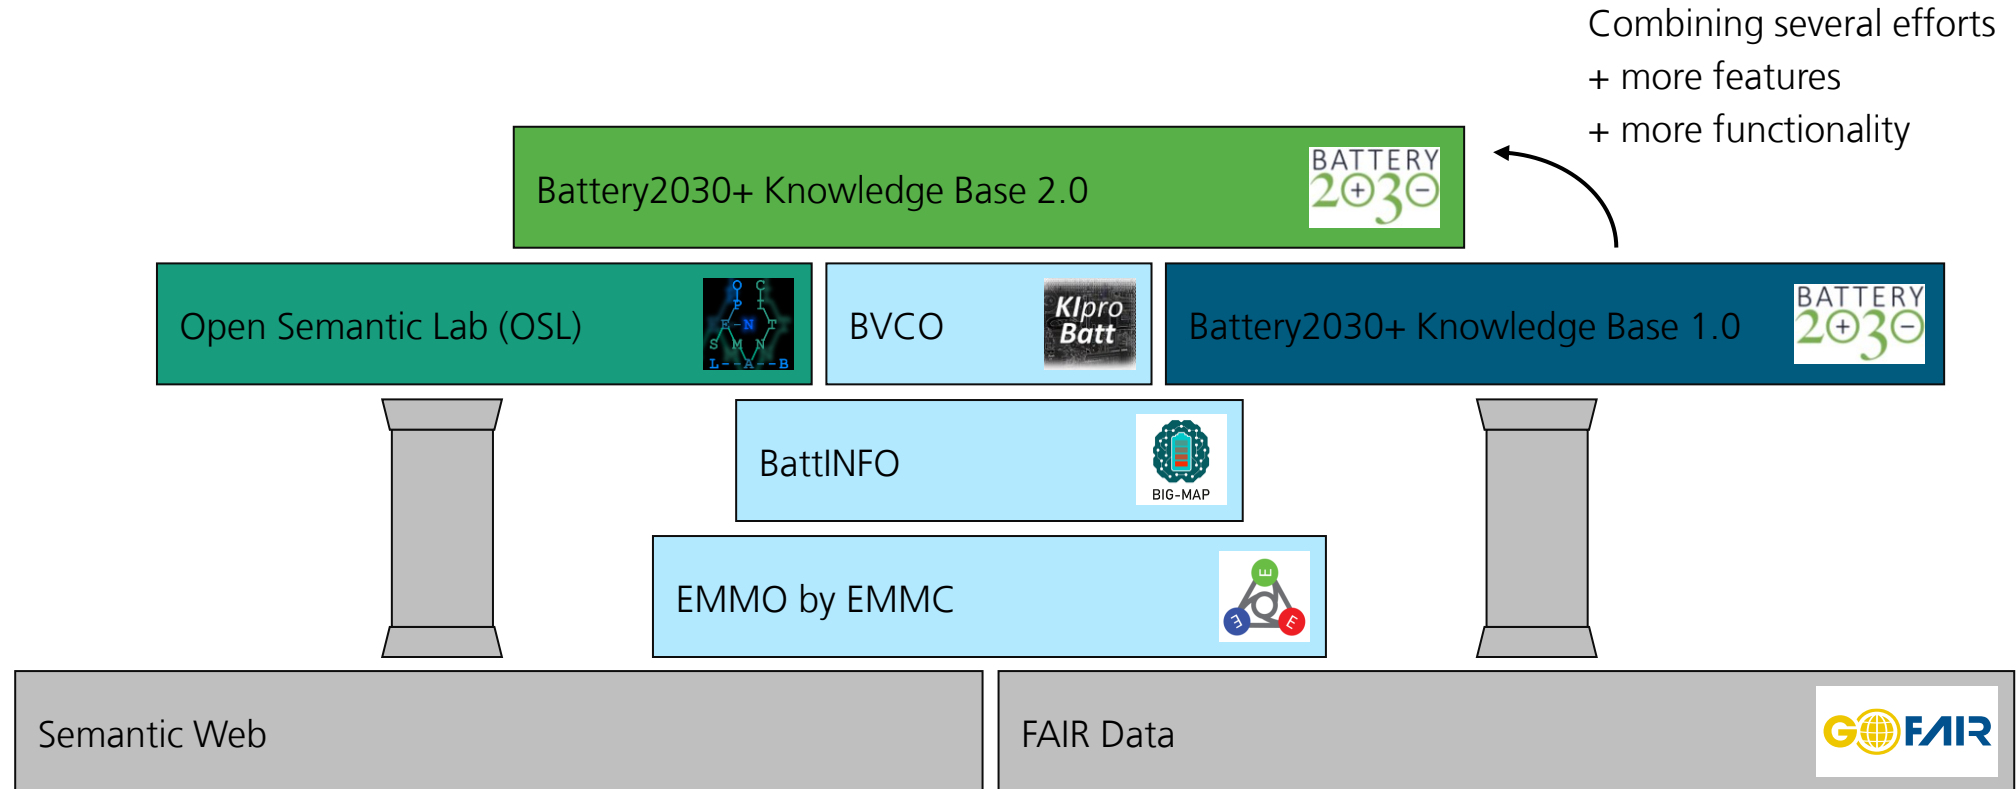 Combining several efforts
+ more features
+ more functionality
Battery2030+ Knowledge Base 2.0
BATTERY
2030
Open Semantic Lab (OSL)
O C
P I
E-N T
S M N
L--A--B
BVCO
KIpro
Batt
Battery2030+ Knowledge Base 1.0
BATTERY
2030
BattINFO
BIG-MAP
EMMO by EMMC
E
E E
Semantic Web
FAIR Data
GO FAIR